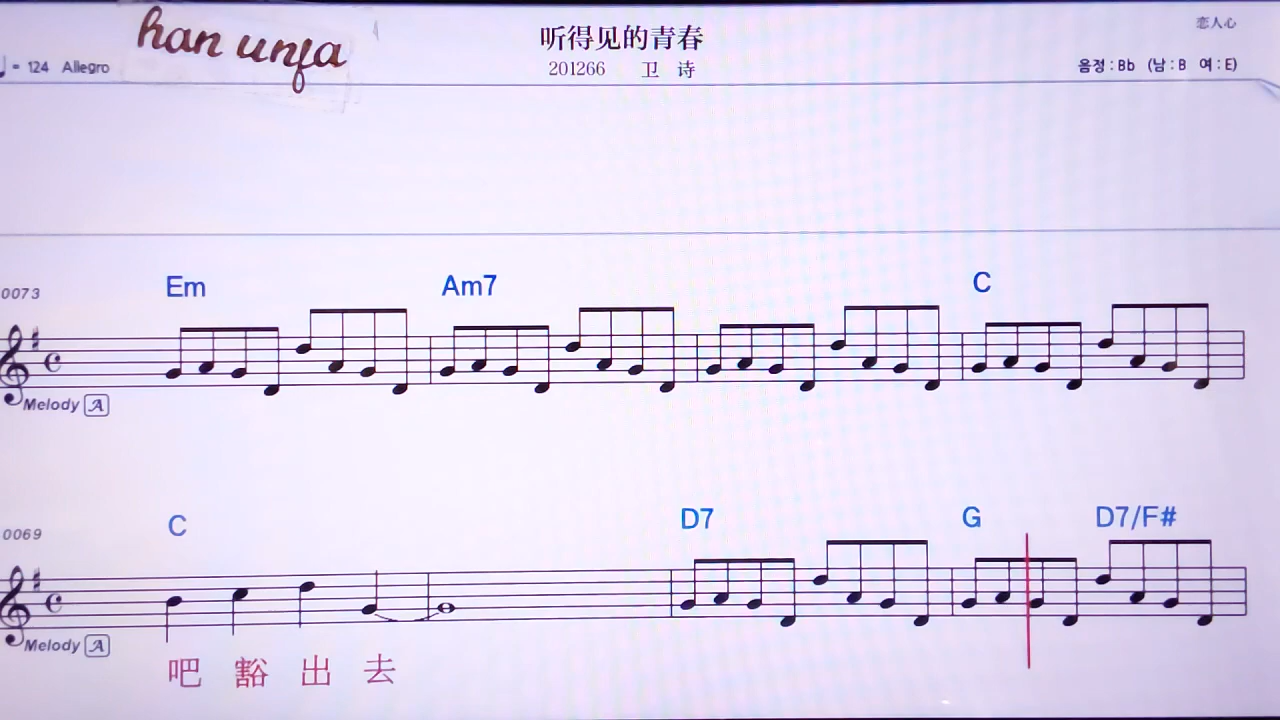 han unfa
听得见的青春
恋人心
♩= 124 Allegro
201266 卫 诗
음정 : Bb (남 : B 여 : E)
Em Am7 C
0073
Melody A
C D7 G D7/F#
0069
Melody A
吧 豁 出 去